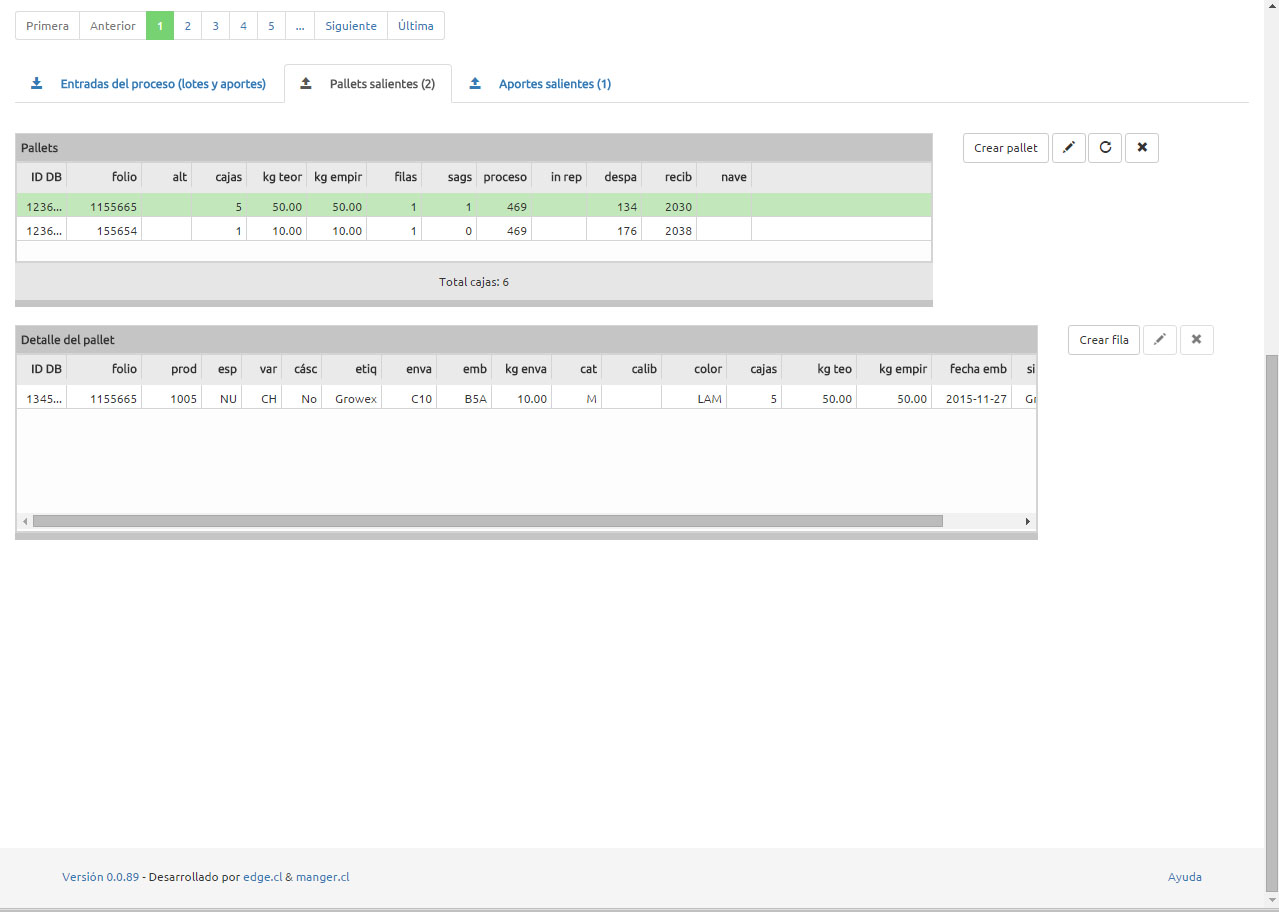 Primera Anterior 1 2 3 4 5 ... Siguiente Última
Entradas del proceso (lotes y aportes) Pallets salientes (2) Aportes salientes (1)
Pallets Crear pallet
ID DB folio alt cajas kg teor kg empir filas sags proceso in rep despa recib nave
1236... 1155665 5 50.00 50.00 1 1 469 134 2030
1236... 155654 1 10.00 10.00 1 0 469 176 2038
Total cajas: 6
Detalle del pallet Crear fila
ID DB folio prod esp var cásc etiq enva emb kg enva cat calib color cajas kg teo kg empir fecha emb si
1345... 1155665 1005 NU CH No Growex C10 B5A 10.00 M LAM 5 50.00 50.00 2015-11-27
Versión 0.0.89 - Desarrollado por edge.cl & manger.cl Ayuda